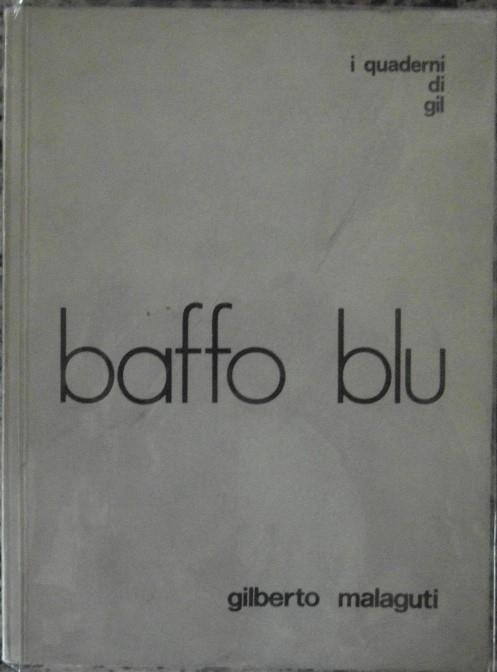 i quaderni
di
gil
baffo blu
gilberto malaguti